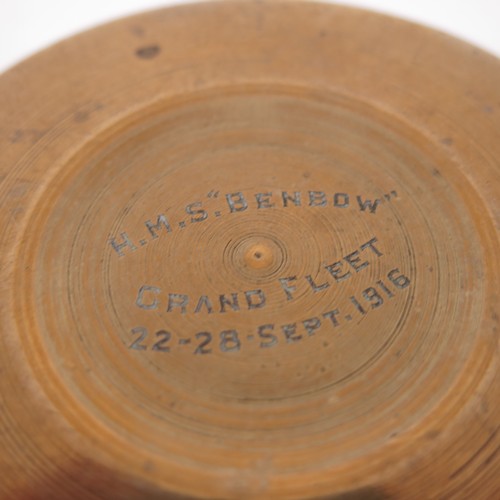 H.M.S. "BENBOW"
GRAND FLEET
22-28-SEPT.1916